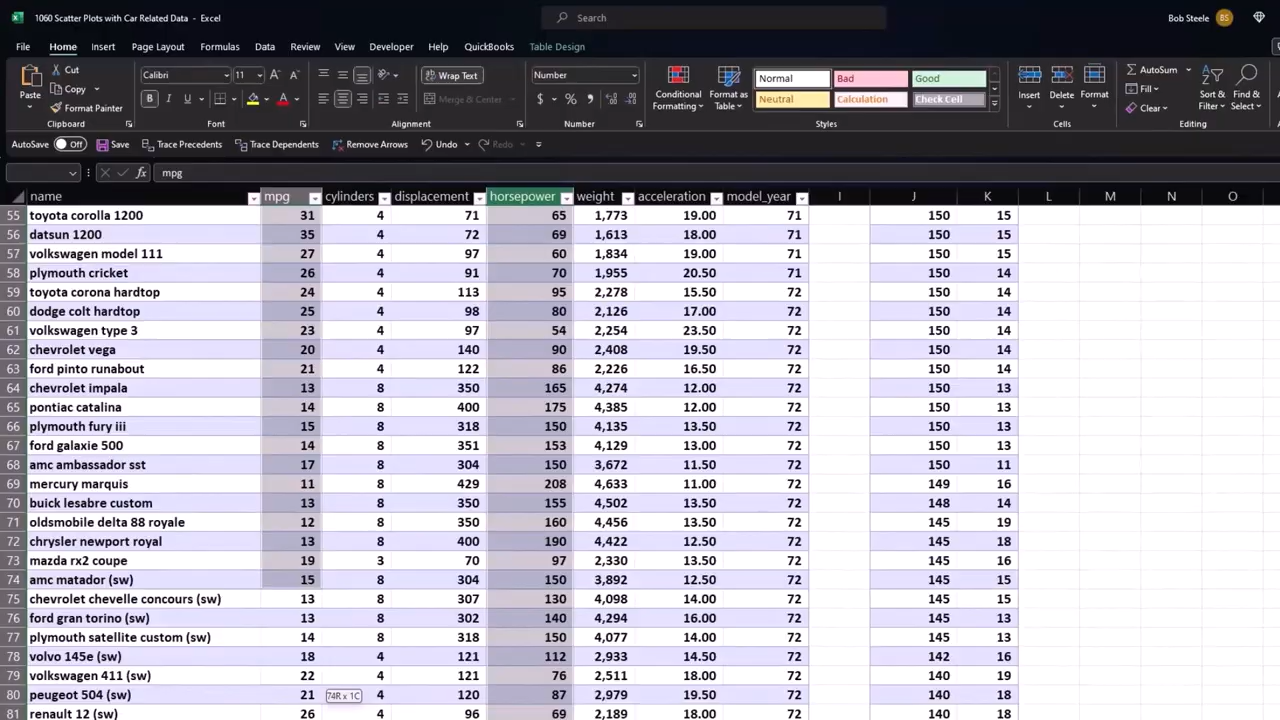 1060 Scatter Plots with Car Related Data - Excel
Search
Bob Steele BS
File Home Insert Page Layout Formulas Data Review View Developer Help QuickBooks Table Design
Paste Cut Copy Format Painter Clipboard
Calibri 11 B I U A Font
Wrap Text Merge & Center Alignment
Number $ % , Number
Conditional Formatting Format as Table Normal Bad Good Neutral Calculation Check Cell Styles
Insert Delete Format Cells
AutoSum Fill Clear Sort & Filter Find & Select Editing
AutoSave Off Save Trace Precedents Trace Dependents Remove Arrows Undo Redo
fx mpg
name mpg cylinders displacement horsepower weight acceleration model_year I J K L M N O
55 toyota corolla 1200 31 4 71 65 1,773 19.00 71 150 15
56 datsun 1200 35 4 72 69 1,613 18.00 71 150 15
57 volkswagen model 111 27 4 97 60 1,834 19.00 71 150 15
58 plymouth cricket 26 4 91 70 1,955 20.50 71 150 14
59 toyota corona hardtop 24 4 113 95 2,278 15.50 72 150 14
60 dodge colt hardtop 25 4 98 80 2,126 17.00 72 150 14
61 volkswagen type 3 23 4 97 54 2,254 23.50 72 150 14
62 chevrolet vega 20 4 140 90 2,408 19.50 72 150 14
63 ford pinto runabout 21 4 122 86 2,226 16.50 72 150 14
64 chevrolet impala 13 8 350 165 4,274 12.00 72 150 13
65 pontiac catalina 14 8 400 175 4,385 12.00 72 150 13
66 plymouth fury iii 15 8 318 150 4,135 13.50 72 150 13
67 ford galaxie 500 14 8 351 153 4,129 13.00 72 150 13
68 amc ambassador sst 17 8 304 150 3,672 11.50 72 150 11
69 mercury marquis 11 8 429 208 4,633 11.00 72 149 16
70 buick lesabre custom 13 8 350 155 4,502 13.50 72 148 14
71 oldsmobile delta 88 royale 12 8 350 160 4,456 13.50 72 145 19
72 chrysler newport royal 13 8 400 190 4,422 12.50 72 145 18
73 mazda rx2 coupe 19 3 70 97 2,330 13.50 72 145 16
74 amc matador (sw) 15 8 304 150 3,892 12.50 72 145 15
75 chevrolet chevelle concours (sw) 13 8 307 130 4,098 14.00 72 145 15
76 ford gran torino (sw) 13 8 302 140 4,294 16.00 72 145 13
77 plymouth satellite custom (sw) 14 8 318 150 4,077 14.00 72 145 13
78 volvo 145e (sw) 18 4 121 112 2,933 14.50 72 142 16
79 volkswagen 411 (sw) 22 4 121 76 2,511 18.00 72 140 19
80 peugeot 504 (sw) 21 74R x 1C 4 120 87 2,979 19.50 72 140 18
81 renault 12 (sw) 26 4 96 69 2,189 18.00 72 140 18